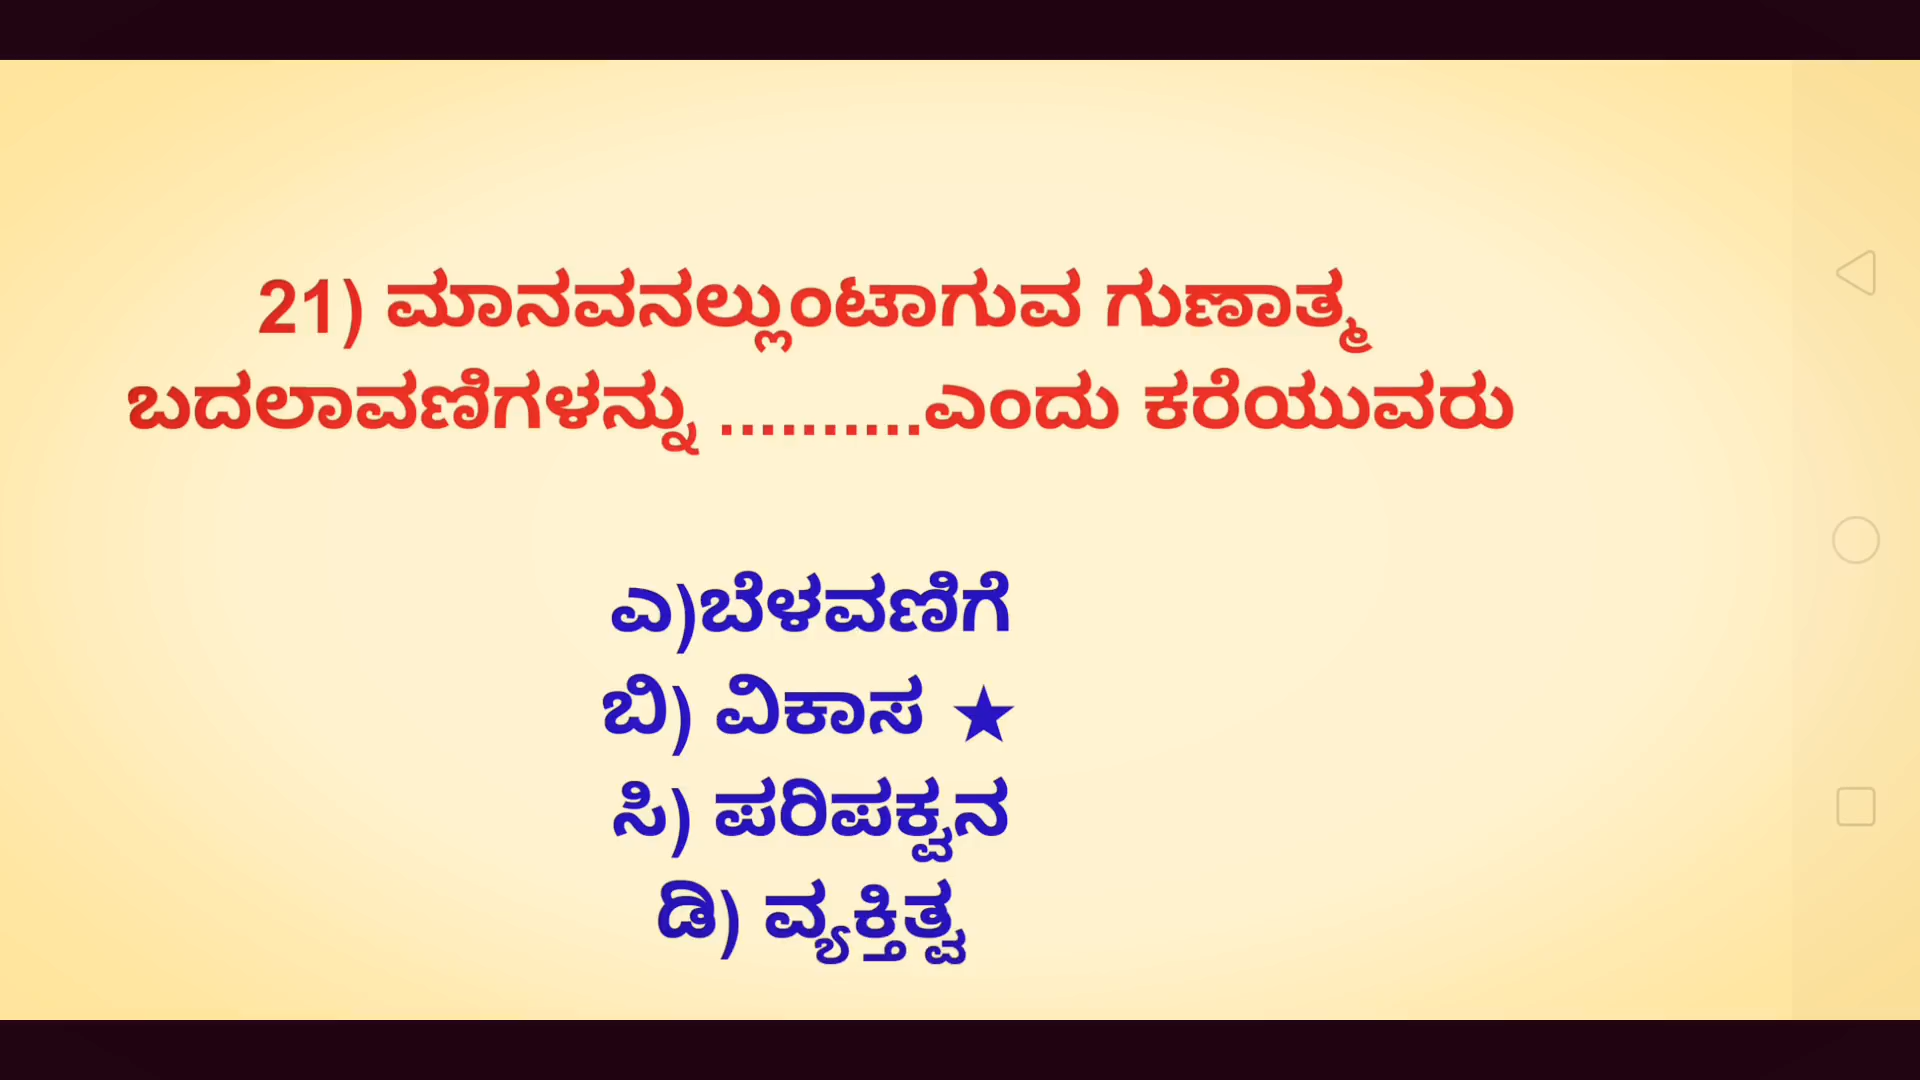 21) ಮಾನವನಲ್ಲುಂಟಾಗುವ ಗುಣಾತ್ಮ
ಬದಲಾವಣಿಗಳನ್ನು ..........ಎಂದು ಕರೆಯುವರು
ಎ)ಬೆಳವಣಿಗೆ
ಬಿ) ವಿಕಾಸ ★
ಸಿ) ಪರಿಪಕ್ವನ
ಡಿ) ವ್ಯಕ್ತಿತ್ವ